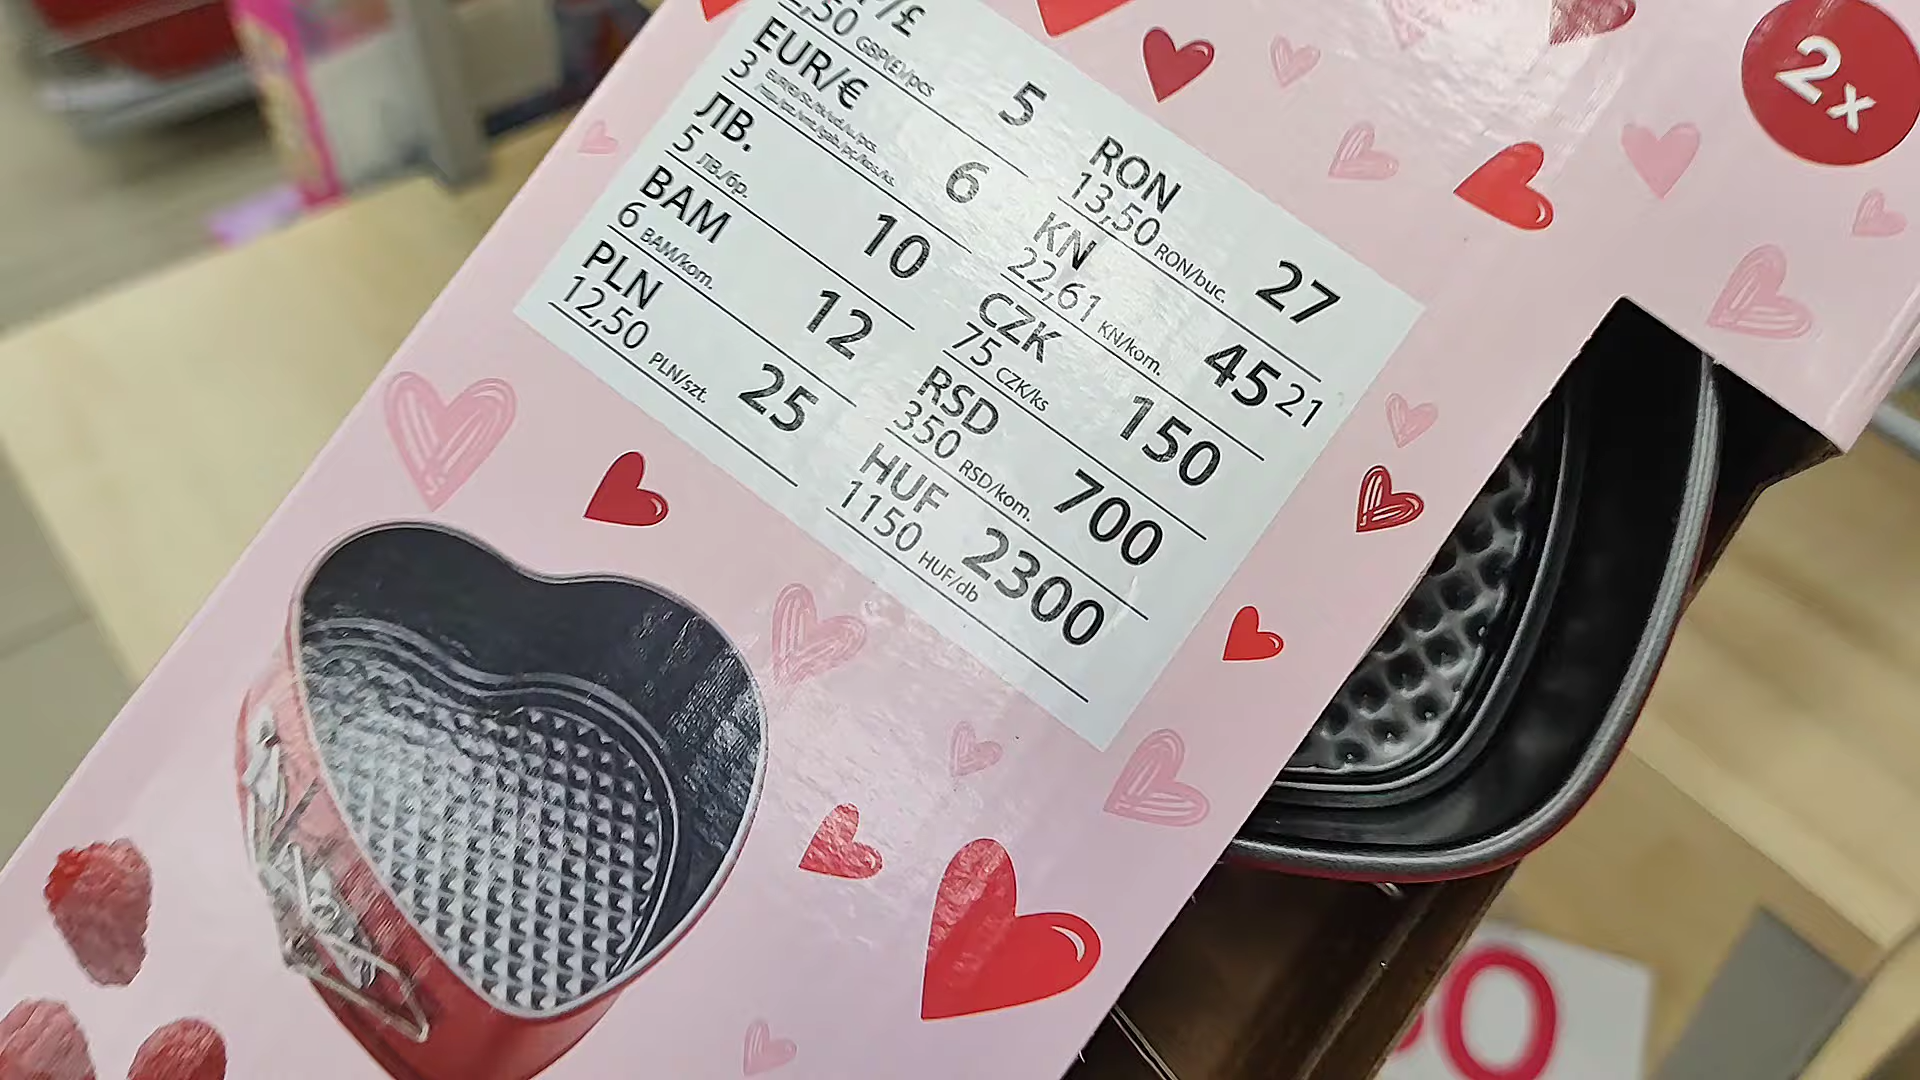 /£ 5
,50 GBP(£)/pcs
EUR/€ 6
3
ЛВ. 10
5 ЛВ./бр.
BAM 12
6 BAM/kom.
PLN 25
12,50 PLN/szt.
RON 27
13,50 RON/buc.
KN 45 21
22,61 KN/kom.
CZK 150
75 CZK/ks
RSD 700
350 RSD/kom.
HUF 2300
1150 HUF/db
2x